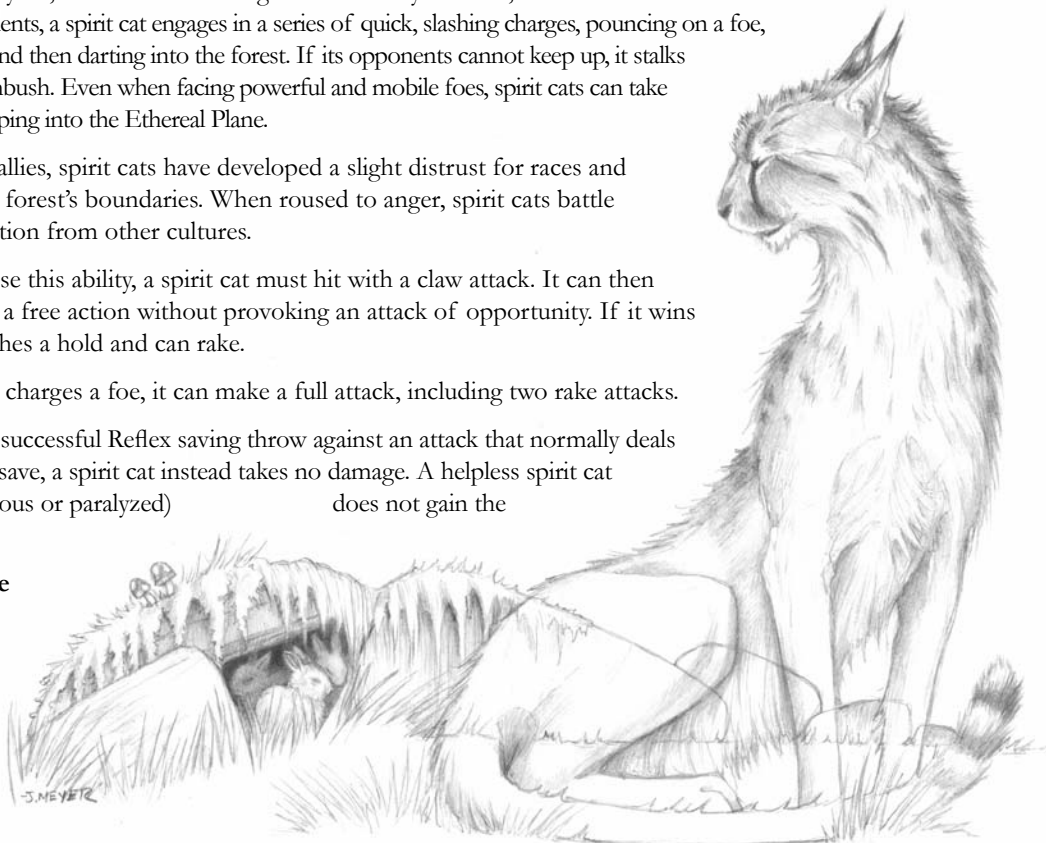 ents, a spirit cat engages in a series of quick, slashing charges, pouncing on a foe,
nd then darting into the forest. If its opponents cannot keep up, it stalks
bush. Even when facing powerful and mobile foes, spirit cats can take
ping into the Ethereal Plane.
allies, spirit cats have developed a slight distrust for races and
forest's boundaries. When roused to anger, spirit cats battle
tion from other cultures.
se this ability, a spirit cat must hit with a claw attack. It can then
a free action without provoking an attack of opportunity. If it wins
hes a hold and can rake.
charges a foe, it can make a full attack, including two rake attacks.
successful Reflex saving throw against an attack that normally deals
save, a spirit cat instead takes no damage. A helpless spirit cat
ous or paralyzed) does not gain the
e
-J.MEYER